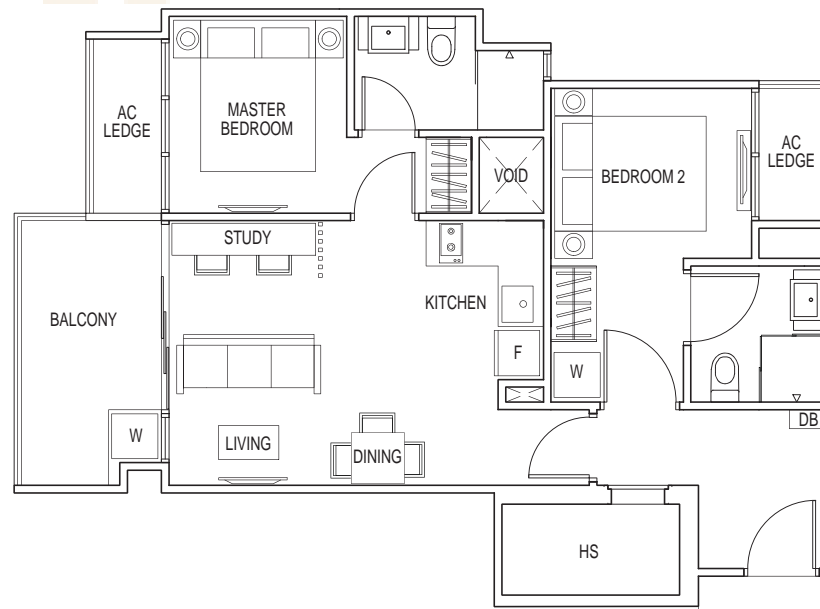 AC
LEDGE
MASTER
BEDROOM
VOID
BEDROOM 2
AC
LEDGE
STUDY
BALCONY
KITCHEN
F
W
W
LIVING
DINING
DB
HS